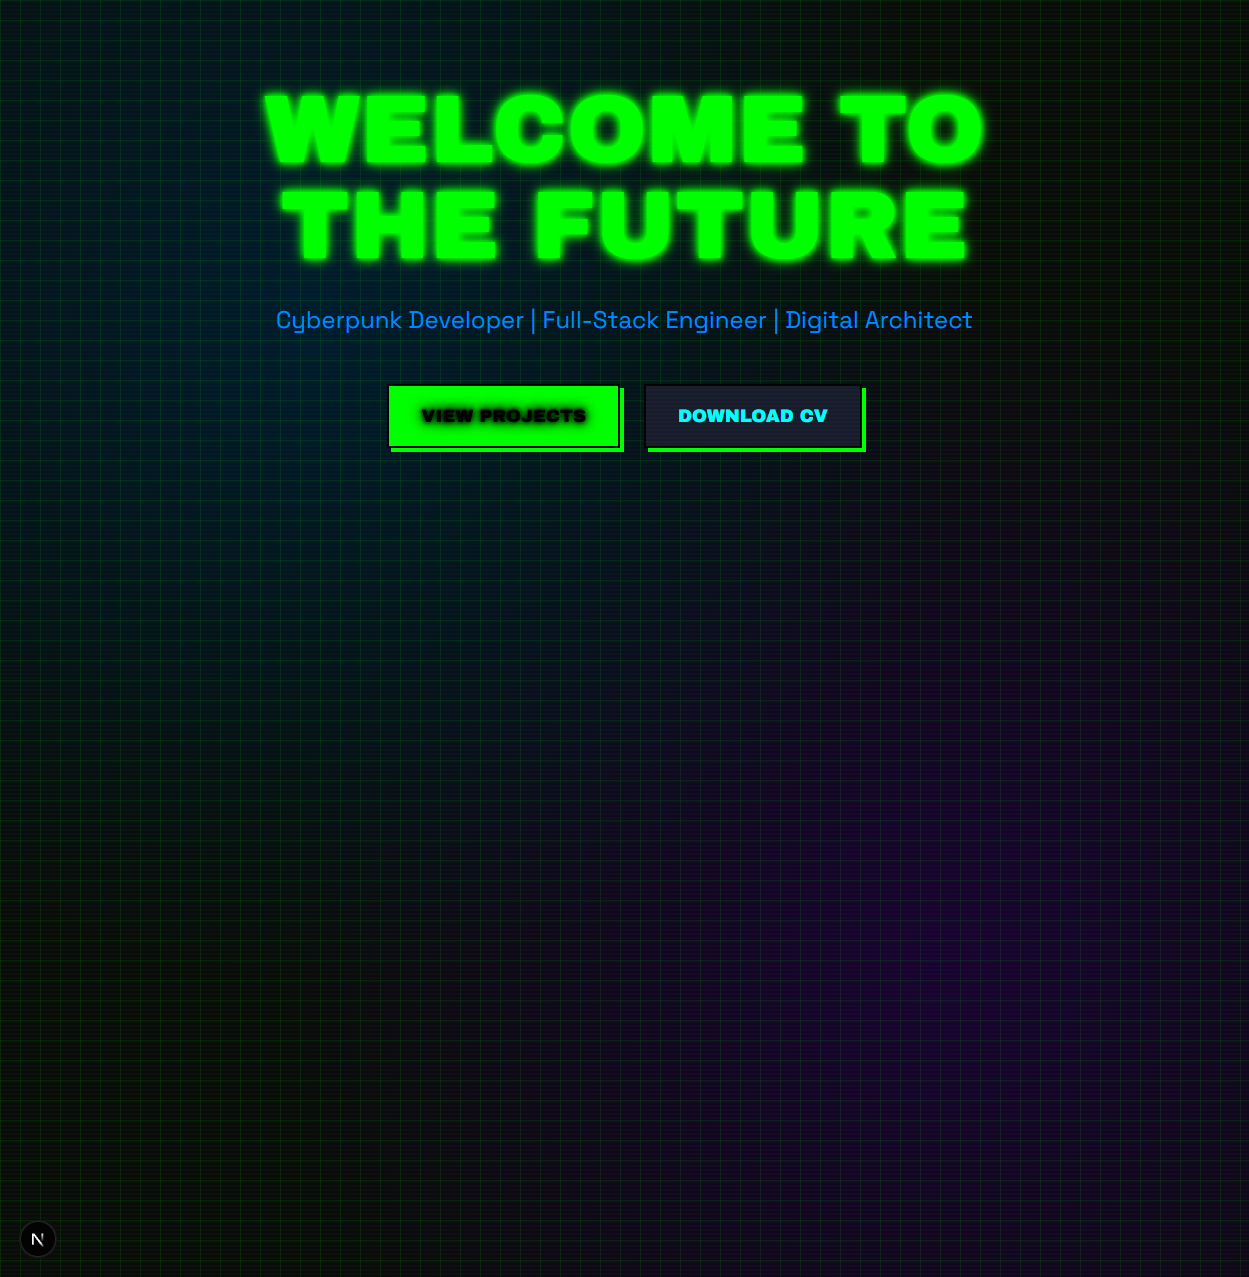 WELCOME TO
THE FUTURE
Cyberpunk Developer | Full-Stack Engineer | Digital Architect
VIEW PROJECTS
DOWNLOAD CV
N